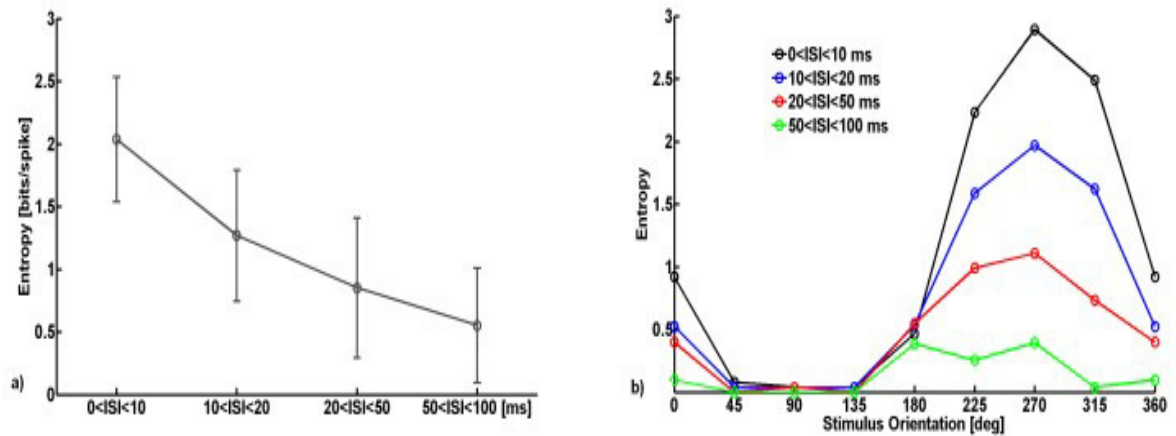 3
2.5
2
1.5
1
0.5
0
Entropy [bits/spike]
a)
0<ISI<10
10<ISI<20
20<ISI<50
50<ISI<100 [ms]
3
2.5
2
1.5
1
0.5
Entropy
b)
0<ISI<10 ms
10<ISI<20 ms
20<ISI<50 ms
50<ISI<100 ms
0 45 90 135 180 225 270 315 360
Stimulus Orientation [deg]